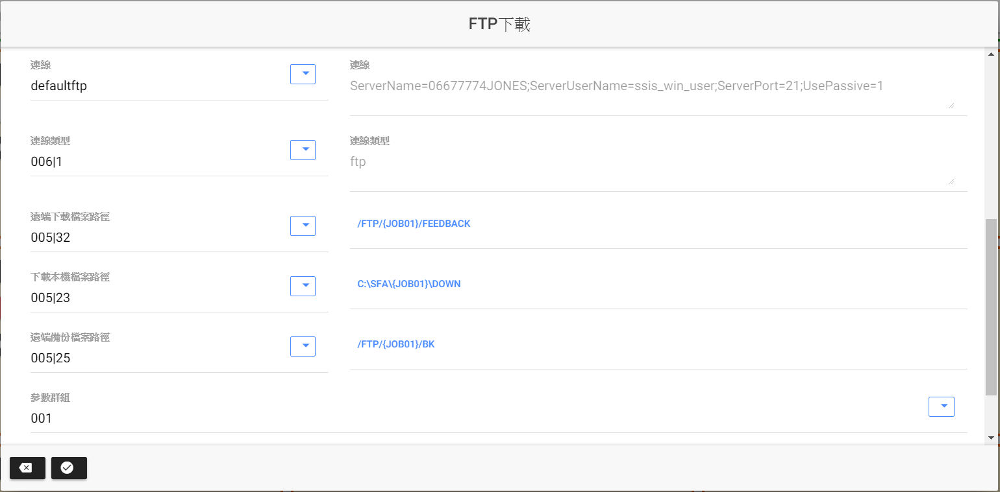 FTP下載
連線
defaultftp
連線
ServerName=06677774JONES;ServerUserName=ssis_win_user;ServerPort=21;UsePassive=1
連線類型
006|1
連線類型
ftp
遠端下載檔案路徑
005|32
/FTP/{JOB01}/FEEDBACK
下載本機檔案路徑
005|23
C:\SFA\{JOB01}\DOWN
遠端備份檔案路徑
005|25
/FTP/{JOB01}/BK
參數群組
001